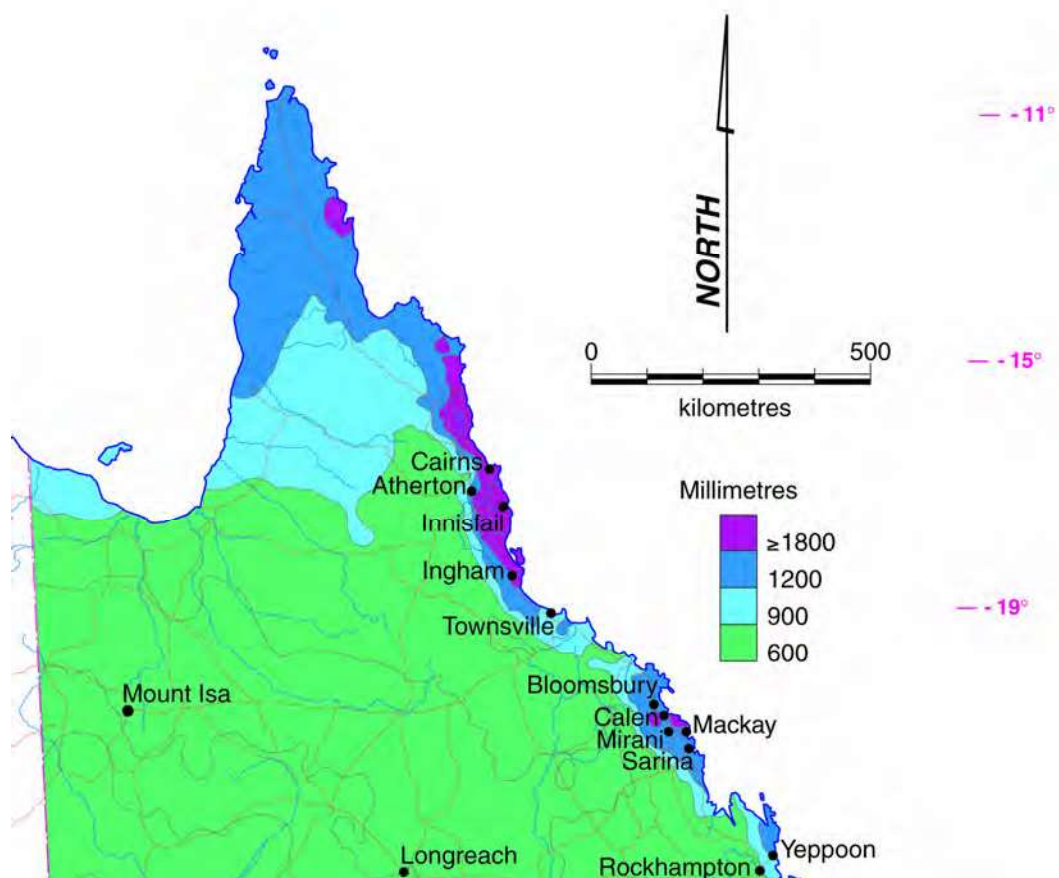 - 11°
NORTH
0 500
- 15°
kilometres
Cairns
Atherton
Millimetres
Innisfail
≥1800
Ingham
1200
- 19°
900
Townsville
600
Bloomsbury
Mount Isa
Calen
Mackay
Mirani
Sarina
Longreach
Yeppoon
Rockhampton